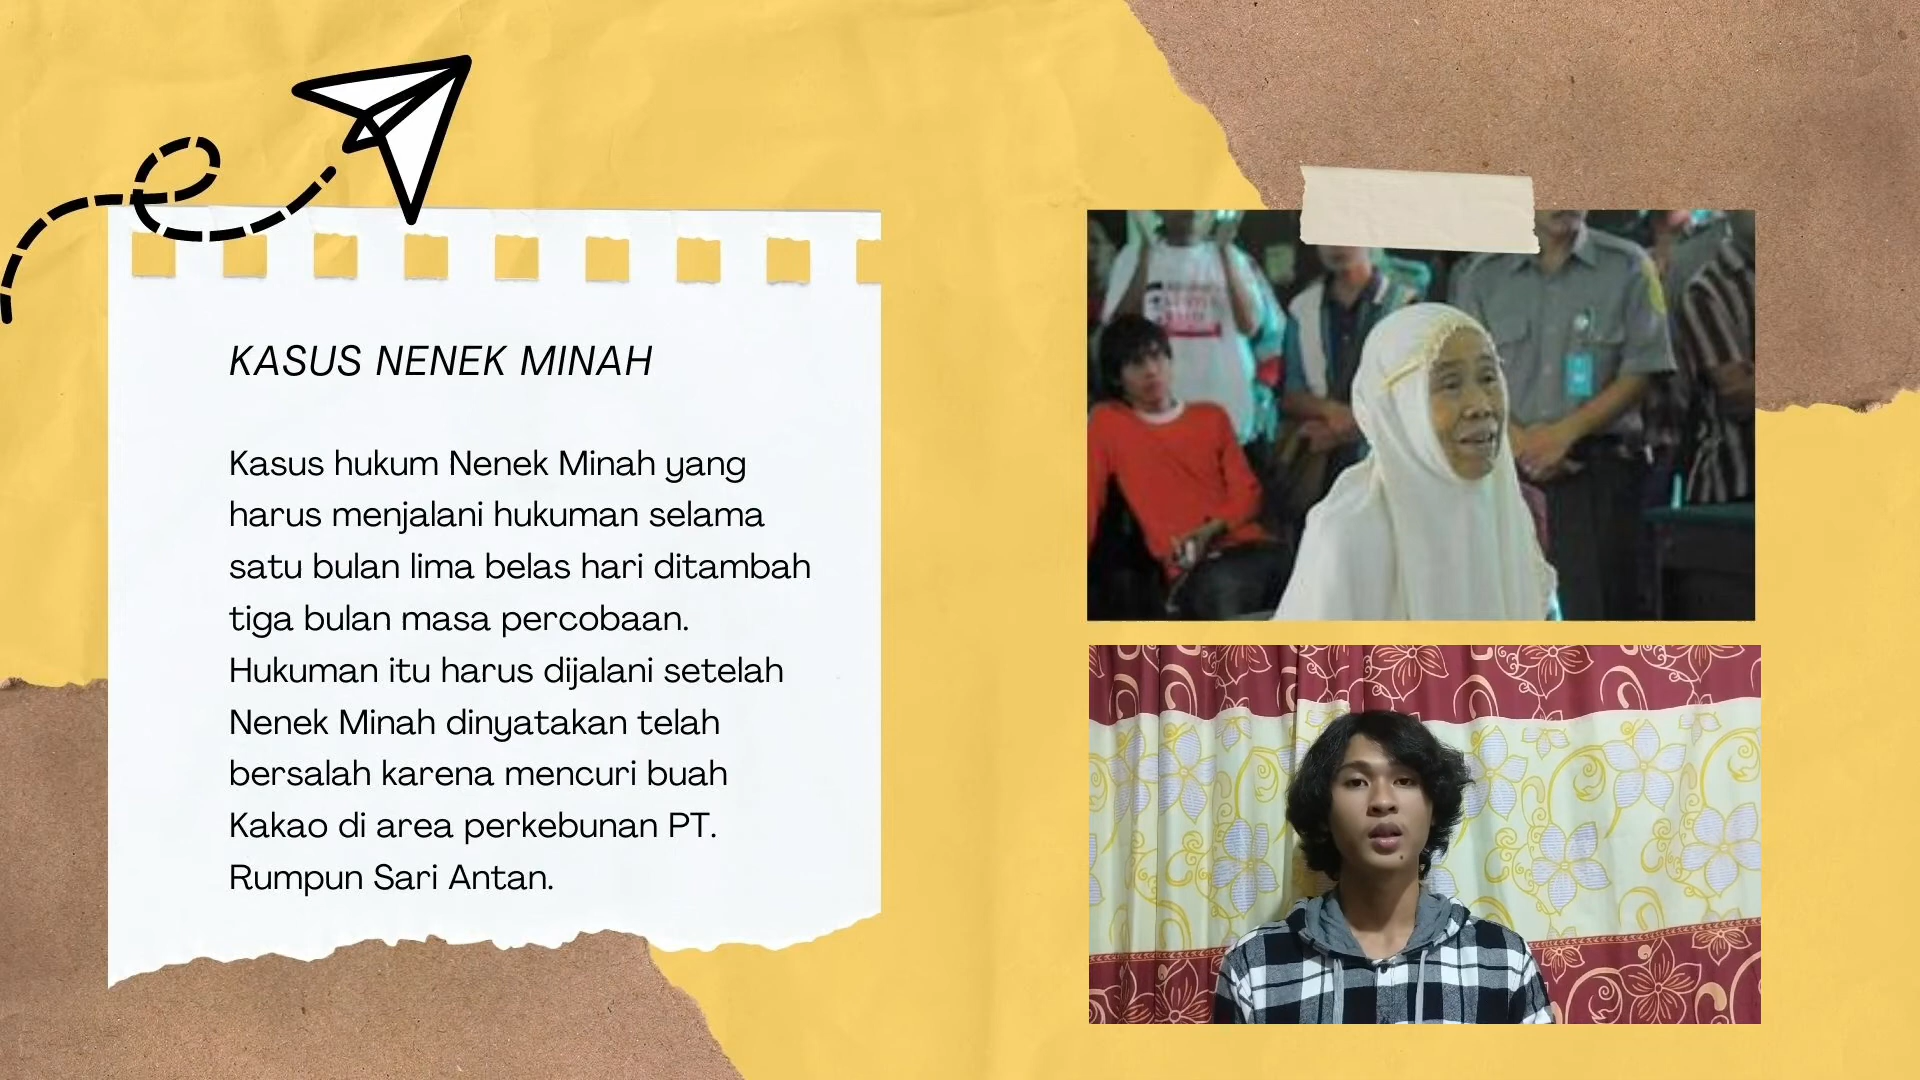 KASUS NENEK MINAH
Kasus hukum Nenek Minah yang
harus menjalani hukuman selama
satu bulan lima belas hari ditambah
tiga bulan masa percobaan.
Hukuman itu harus dijalani setelah
Nenek Minah dinyatakan telah
bersalah karena mencuri buah
Kakao di area perkebunan PT.
Rumpun Sari Antan.